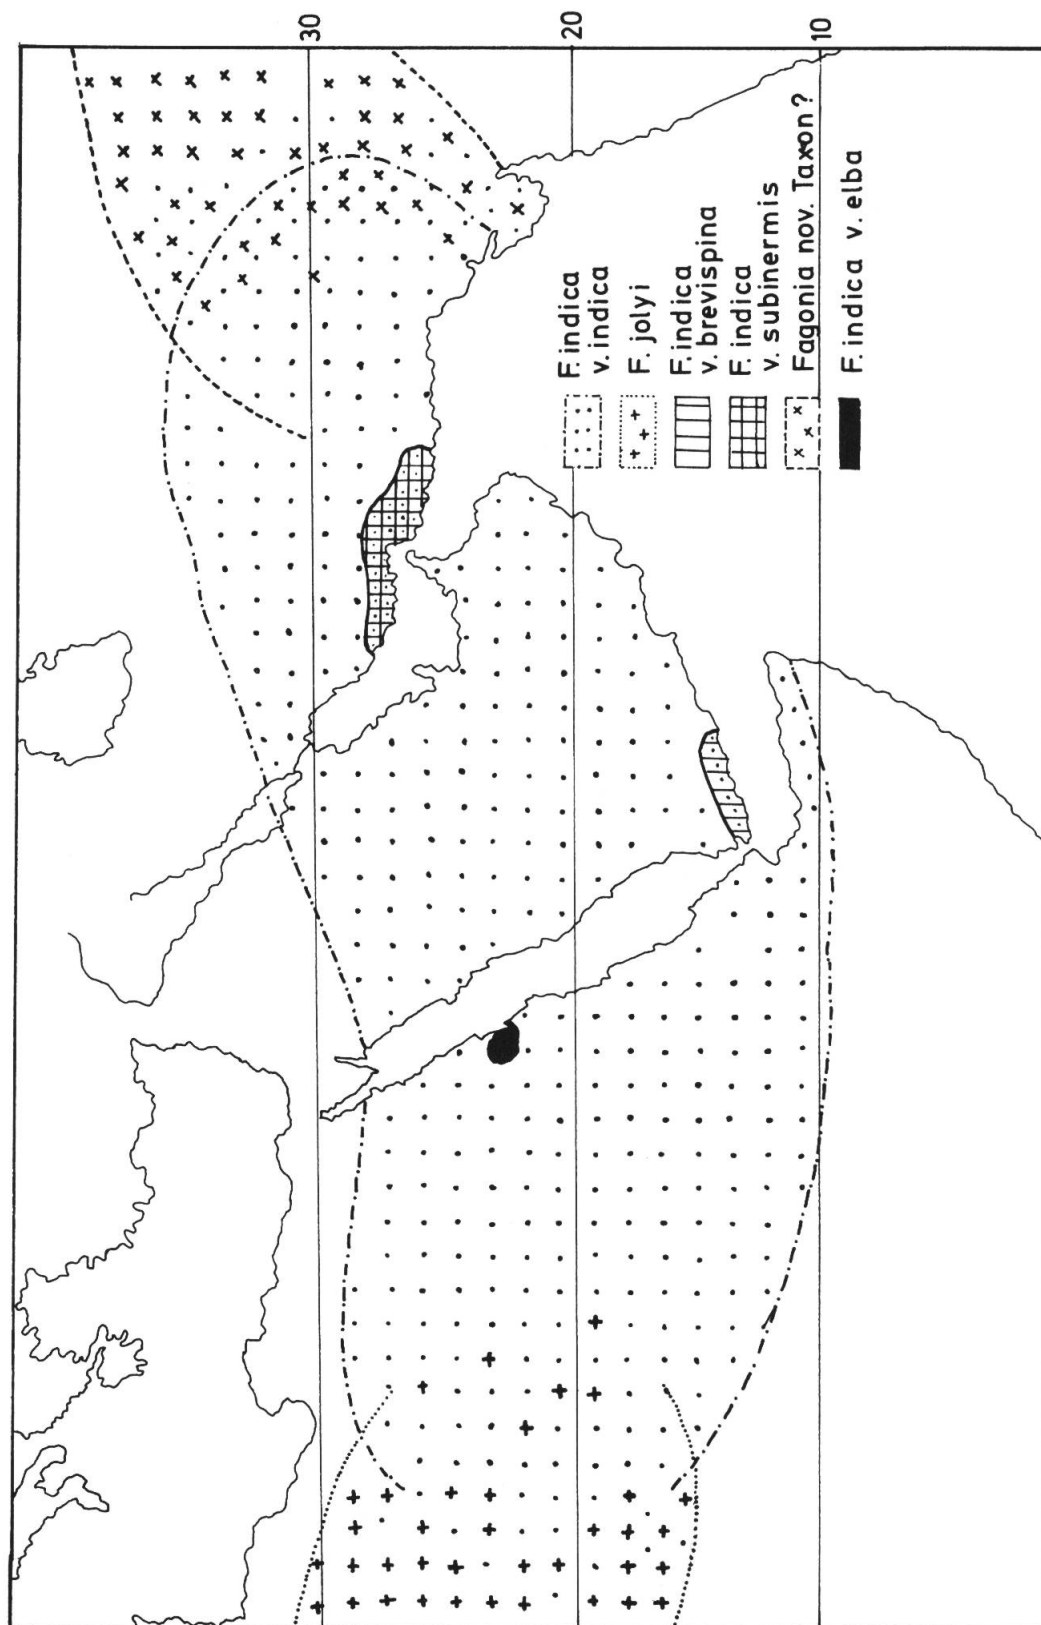 30
20
10
F. indica
v. indica
F. jolyi
F. indica
v. brevispina
F. indica
v. subinermis
Fagonia nov. Taxon?
F. indica v. elba